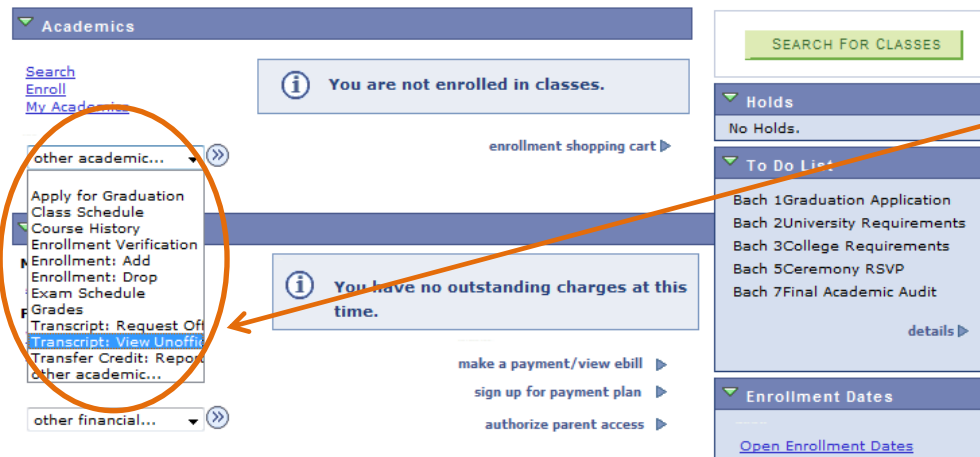 Academics
Search
Enroll
My Academics
You are not enrolled in classes.
enrollment shopping cart
other academic...
Apply for Graduation
Class Schedule
Course History
Enrollment Verification
Enrollment: Add
Enrollment: Drop
Exam Schedule
Grades
Transcript: Request Off
Transcript: View Unoffic
Transfer Credit: Report
other academic...
You have no outstanding charges at this
time.
make a payment/view ebill
sign up for payment plan
authorize parent access
other financial...
SEARCH FOR CLASSES
Holds
No Holds.
To Do List
Bach 1Graduation Application
Bach 2University Requirements
Bach 3College Requirements
Bach 5Ceremony RSVP
Bach 7Final Academic Audit
details
Enrollment Dates
Open Enrollment Dates